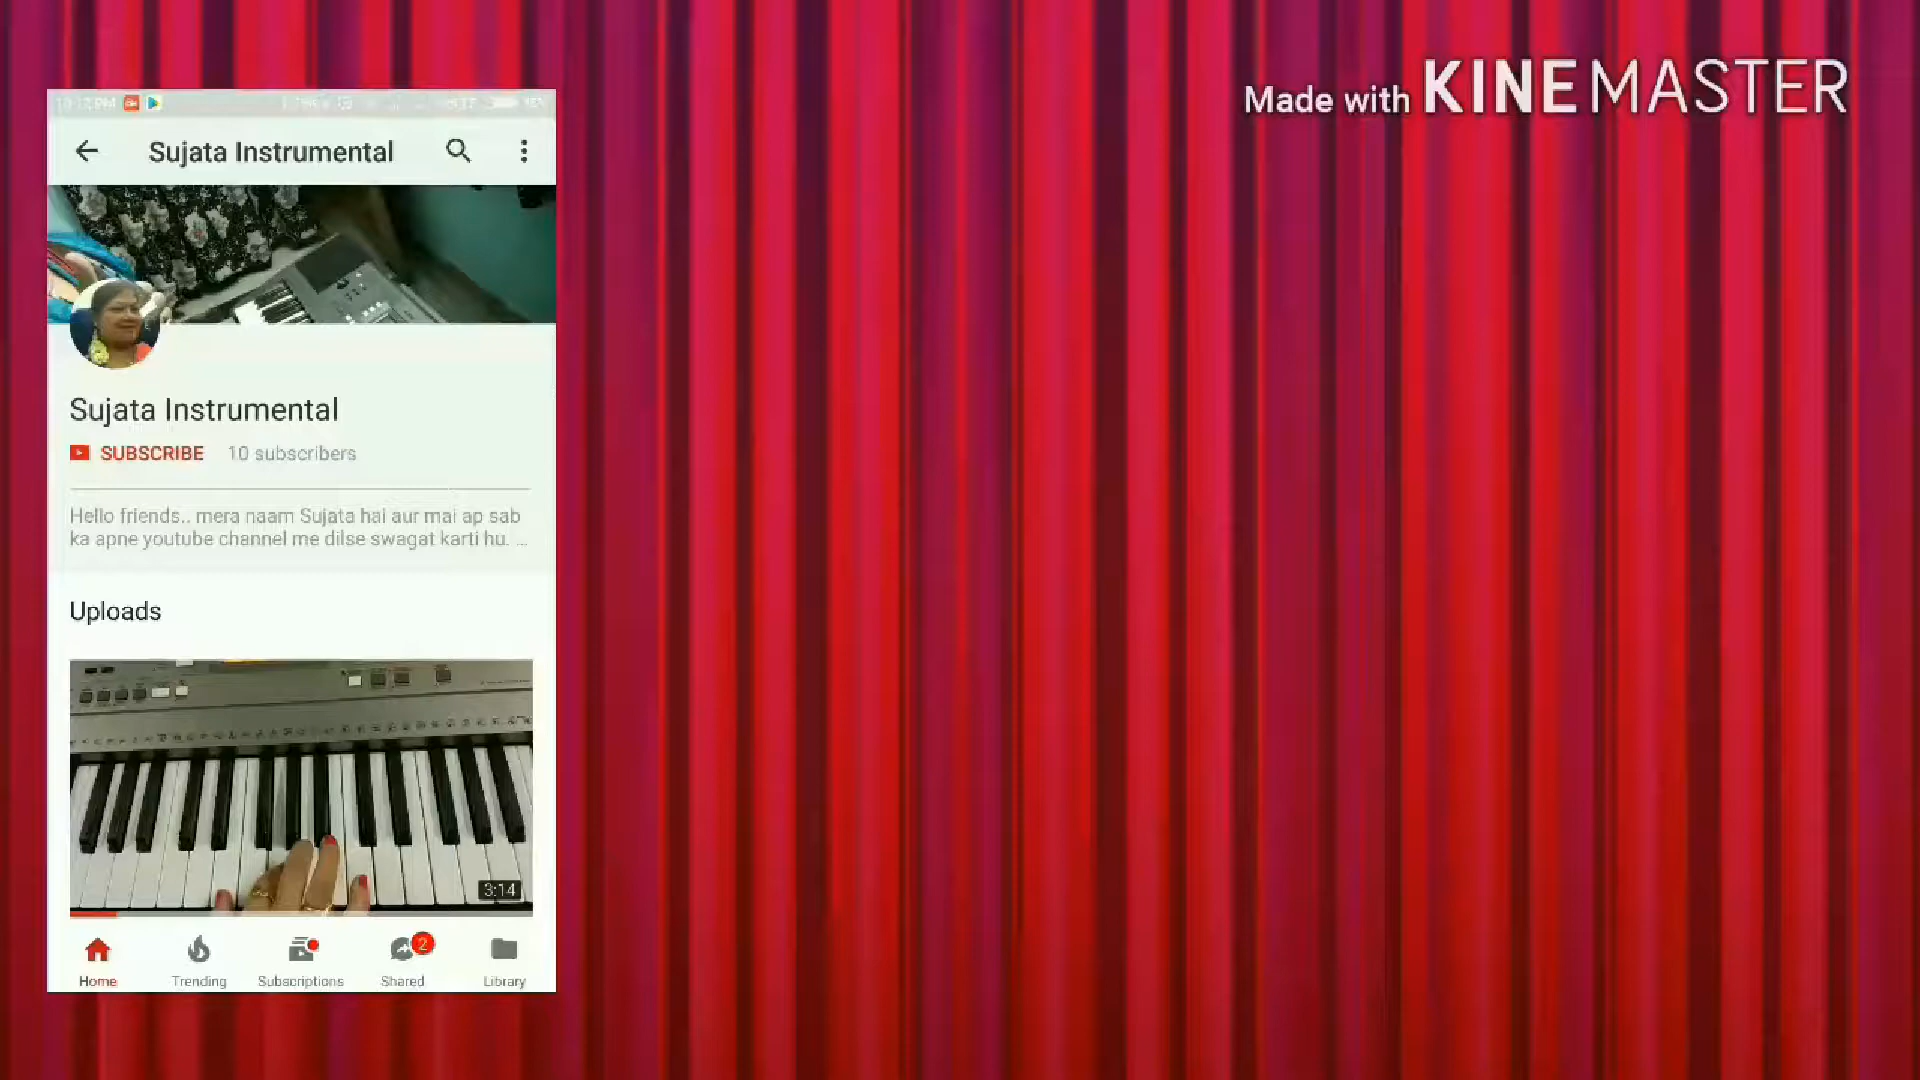 Made with KINEMASTER
Sujata Instrumental
Sujata Instrumental
SUBSCRIBE 10 subscribers
Hello friends.. mera naam Sujata hai aur mai ap sab
ka apne youtube channel me dilse swagat karti hu. ...
Uploads
3:14
2
Home Trending Subscriptions Shared Library